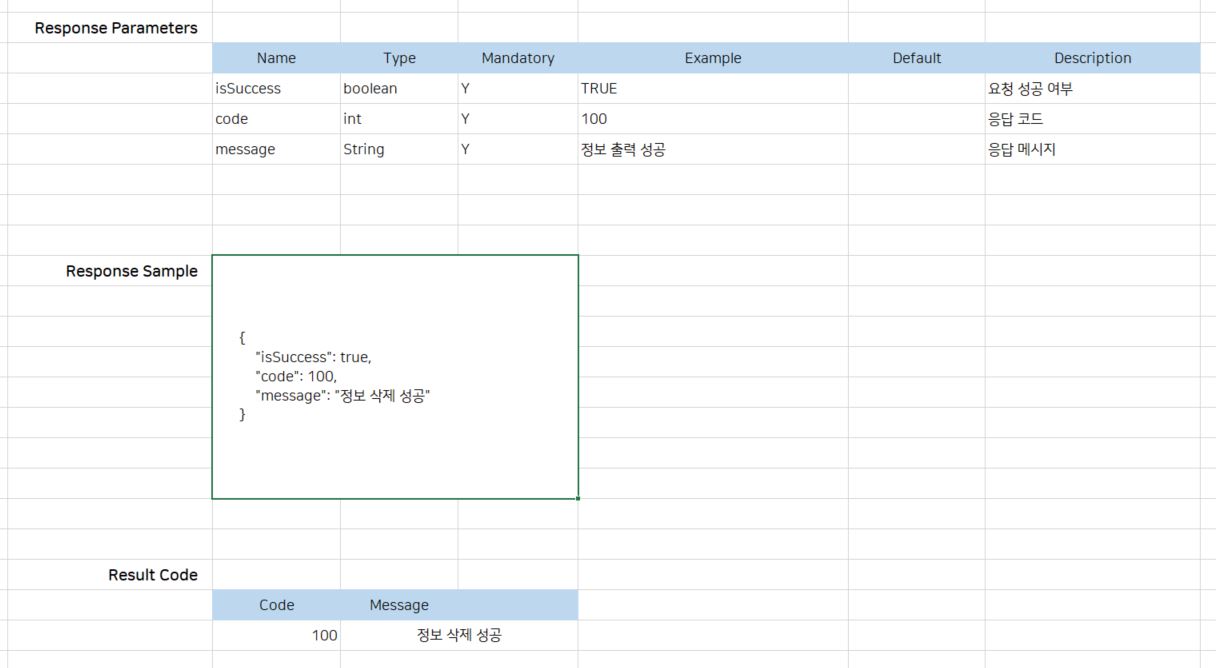 Response Parameters
Name Type Mandatory Example Default Description
isSuccess boolean Y TRUE 요청 성공 여부
code int Y 100 응답 코드
message String Y 정보 출력 성공 응답 메시지
Response Sample
{
"isSuccess": true,
"code": 100,
"message": "정보 삭제 성공"
}
Result Code
Code Message
100 정보 삭제 성공